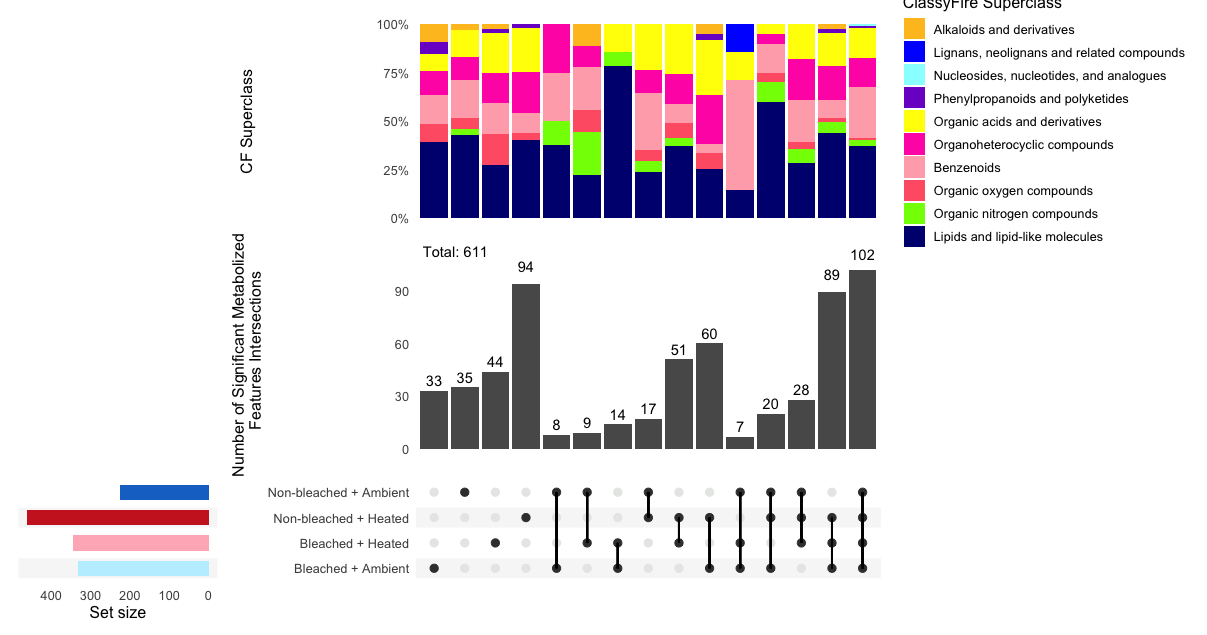 ClassyFire Superclass
Alkaloids and derivatives
Lignans, neolignans and related compounds
Nucleosides, nucleotides, and analogues
Phenylpropanoids and polyketides
Organic acids and derivatives
Organoheterocyclic compounds
Benzenoids
Organic oxygen compounds
Organic nitrogen compounds
Lipids and lipid-like molecules
CF Superclass
100%
75%
50%
25%
0%
Number of Significant Metabolized
Features Intersections
Total: 611
90
60
30
0
33
35
44
94
8
9
14
17
51
60
7
20
28
89
102
Non-bleached + Ambient
Non-bleached + Heated
Bleached + Heated
Bleached + Ambient
400 300 200 100 0
Set size